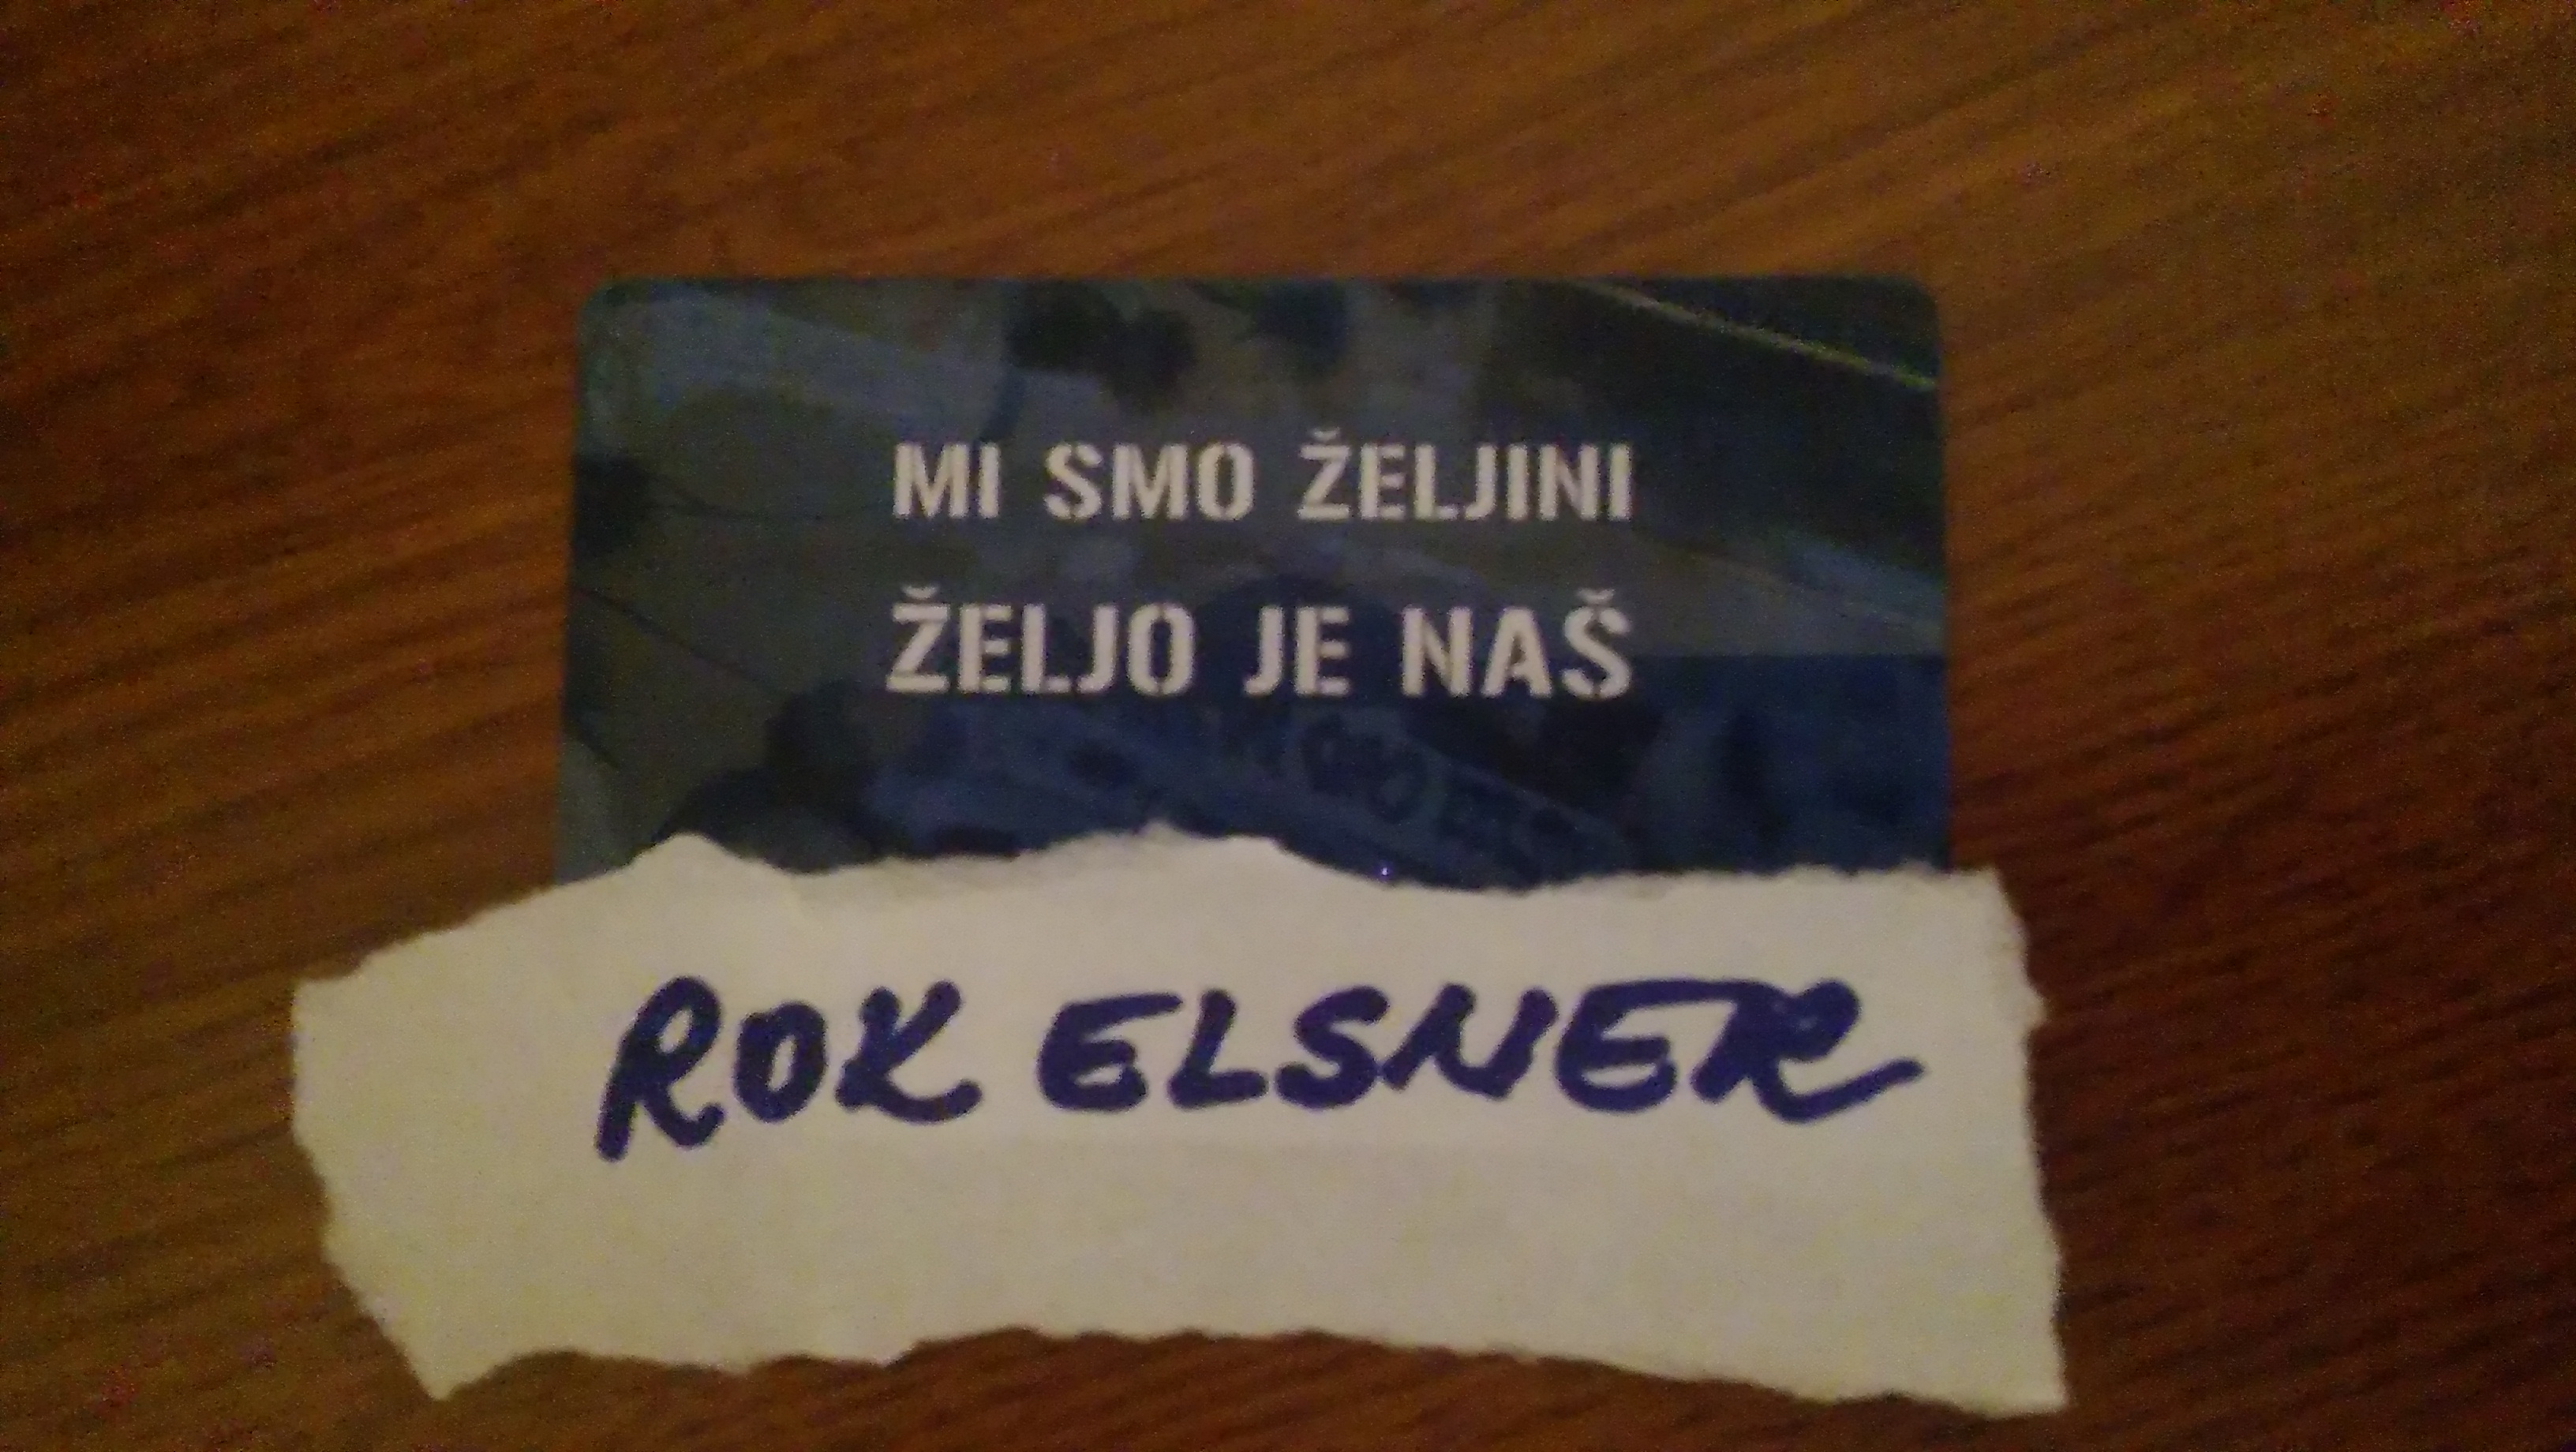 MI SMO ŽELJINI
ŽELJO JE NAŠ
ROK ELSNER